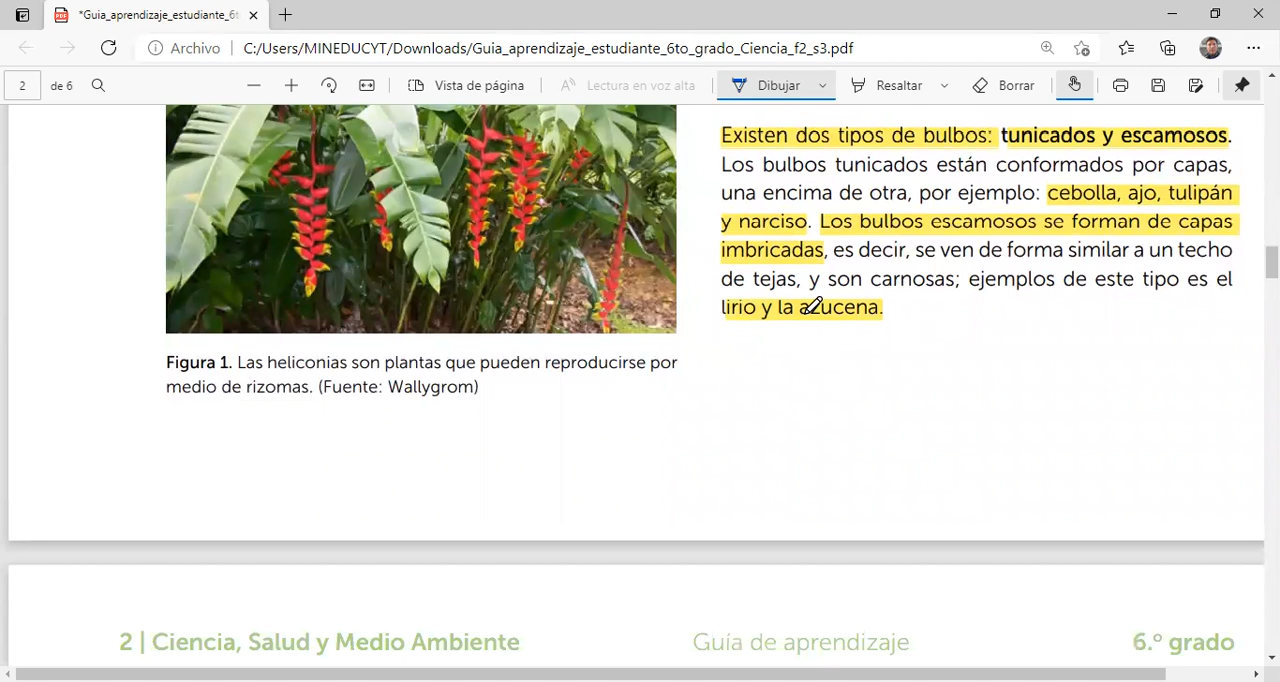 *Guia_aprendizaje_estudiante_6t
Archivo
C:/Users/MINEDUCYT/Downloads/Guia_aprendizaje_estudiante_6to_grado_Ciencia_f2_s3.pdf
2
de 6
Vista de página
Lectura en voz alta
Dibujar
Resaltar
Borrar
Existen dos tipos de bulbos: tunicados y escamosos.
Los bulbos tunicados están conformados por capas,
una encima de otra, por ejemplo: cebolla, ajo, tulipán
y narciso. Los bulbos escamosos se forman de capas
imbricadas, es decir, se ven de forma similar a un techo
de tejas, y son carnosas; ejemplos de este tipo es el
lirio y la azucena.
Figura 1. Las heliconias son plantas que pueden reproducirse por
medio de rizomas. (Fuente: Wallygrom)
2 | Ciencia, Salud y Medio Ambiente
Guía de aprendizaje
6.º grado